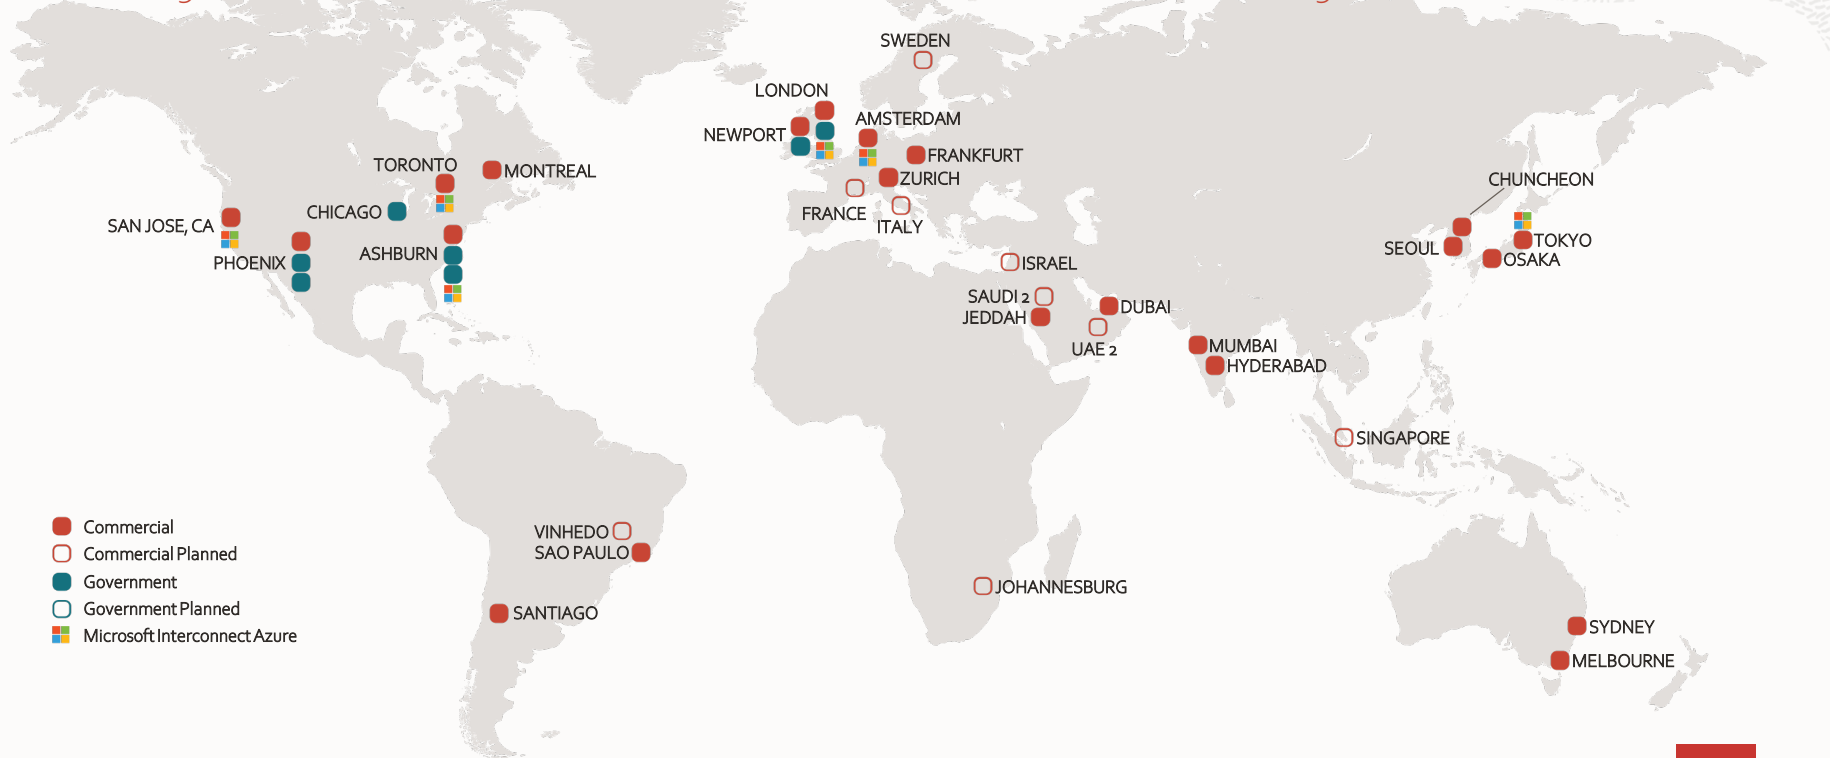 SWEDEN
LONDON
AMSTERDAM
NEWPORT
FRANKFURT
TORONTO
MONTREAL
ZURICH
CHUNCHEON
CHICAGO
FRANCE
SAN JOSE, CA
ITALY
TOKYO
SEOUL
ASHBURN
OSAKA
PHOENIX
ISRAEL
SAUDI 2
DUBAI
JEDDAH
UAE 2
MUMBAI
HYDERABAD
SINGAPORE
VINHEDO
SAO PAULO
JOHANNESBURG
SANTIAGO
SYDNEY
MELBOURNE
Commercial
Commercial Planned
Government
Government Planned
Microsoft Interconnect Azure